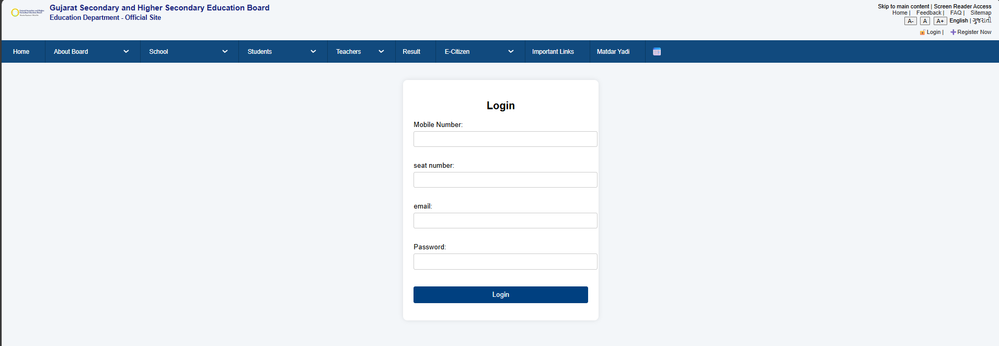 Gujarat Secondary and Higher Secondary Education Board
Education Department - Official Site
Skip to main content | Screen Reader Access
Home | Feedback | FAQ | Sitemap
A- A A+ English | ગુજરાતી
Login | Register Now
Home About Board School Students Teachers Result E-Citizen Important Links Matdar Yadi
Login
Mobile Number:
seat number:
email:
Password:
Login